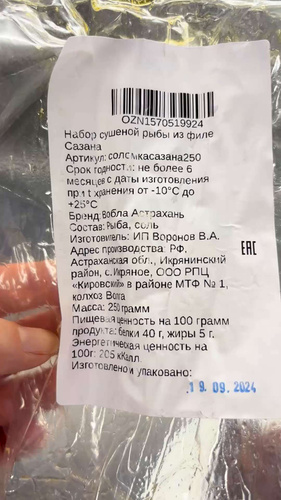 OZN1570519924
Набор сушеной рыбы из филе
Сазана
Артикул: соломкасазана250
Срок годности: не более 6
месяцев с даты изготовления
при t хранения от -10°C до
+25°C
Бренд Вобла Астрахань
Состав: Рыба, соль
Изготовитель: ИП Воронов В.А.
Адрес производства: РФ,
Астраханская обл., Икрянинский
район, с.Икряное, ООО РПЦ
«Кировский» в районе МТФ № 1,
колхоз Волга
Масса: 250 грамм
Пищевая ценность на 100 грамм
продукта: белки 40 г, жиры 5 г.
Энергетическая ценность на
100г: 205 кКалл
Изготовлено и упаковано:
19.09.2024
EAC